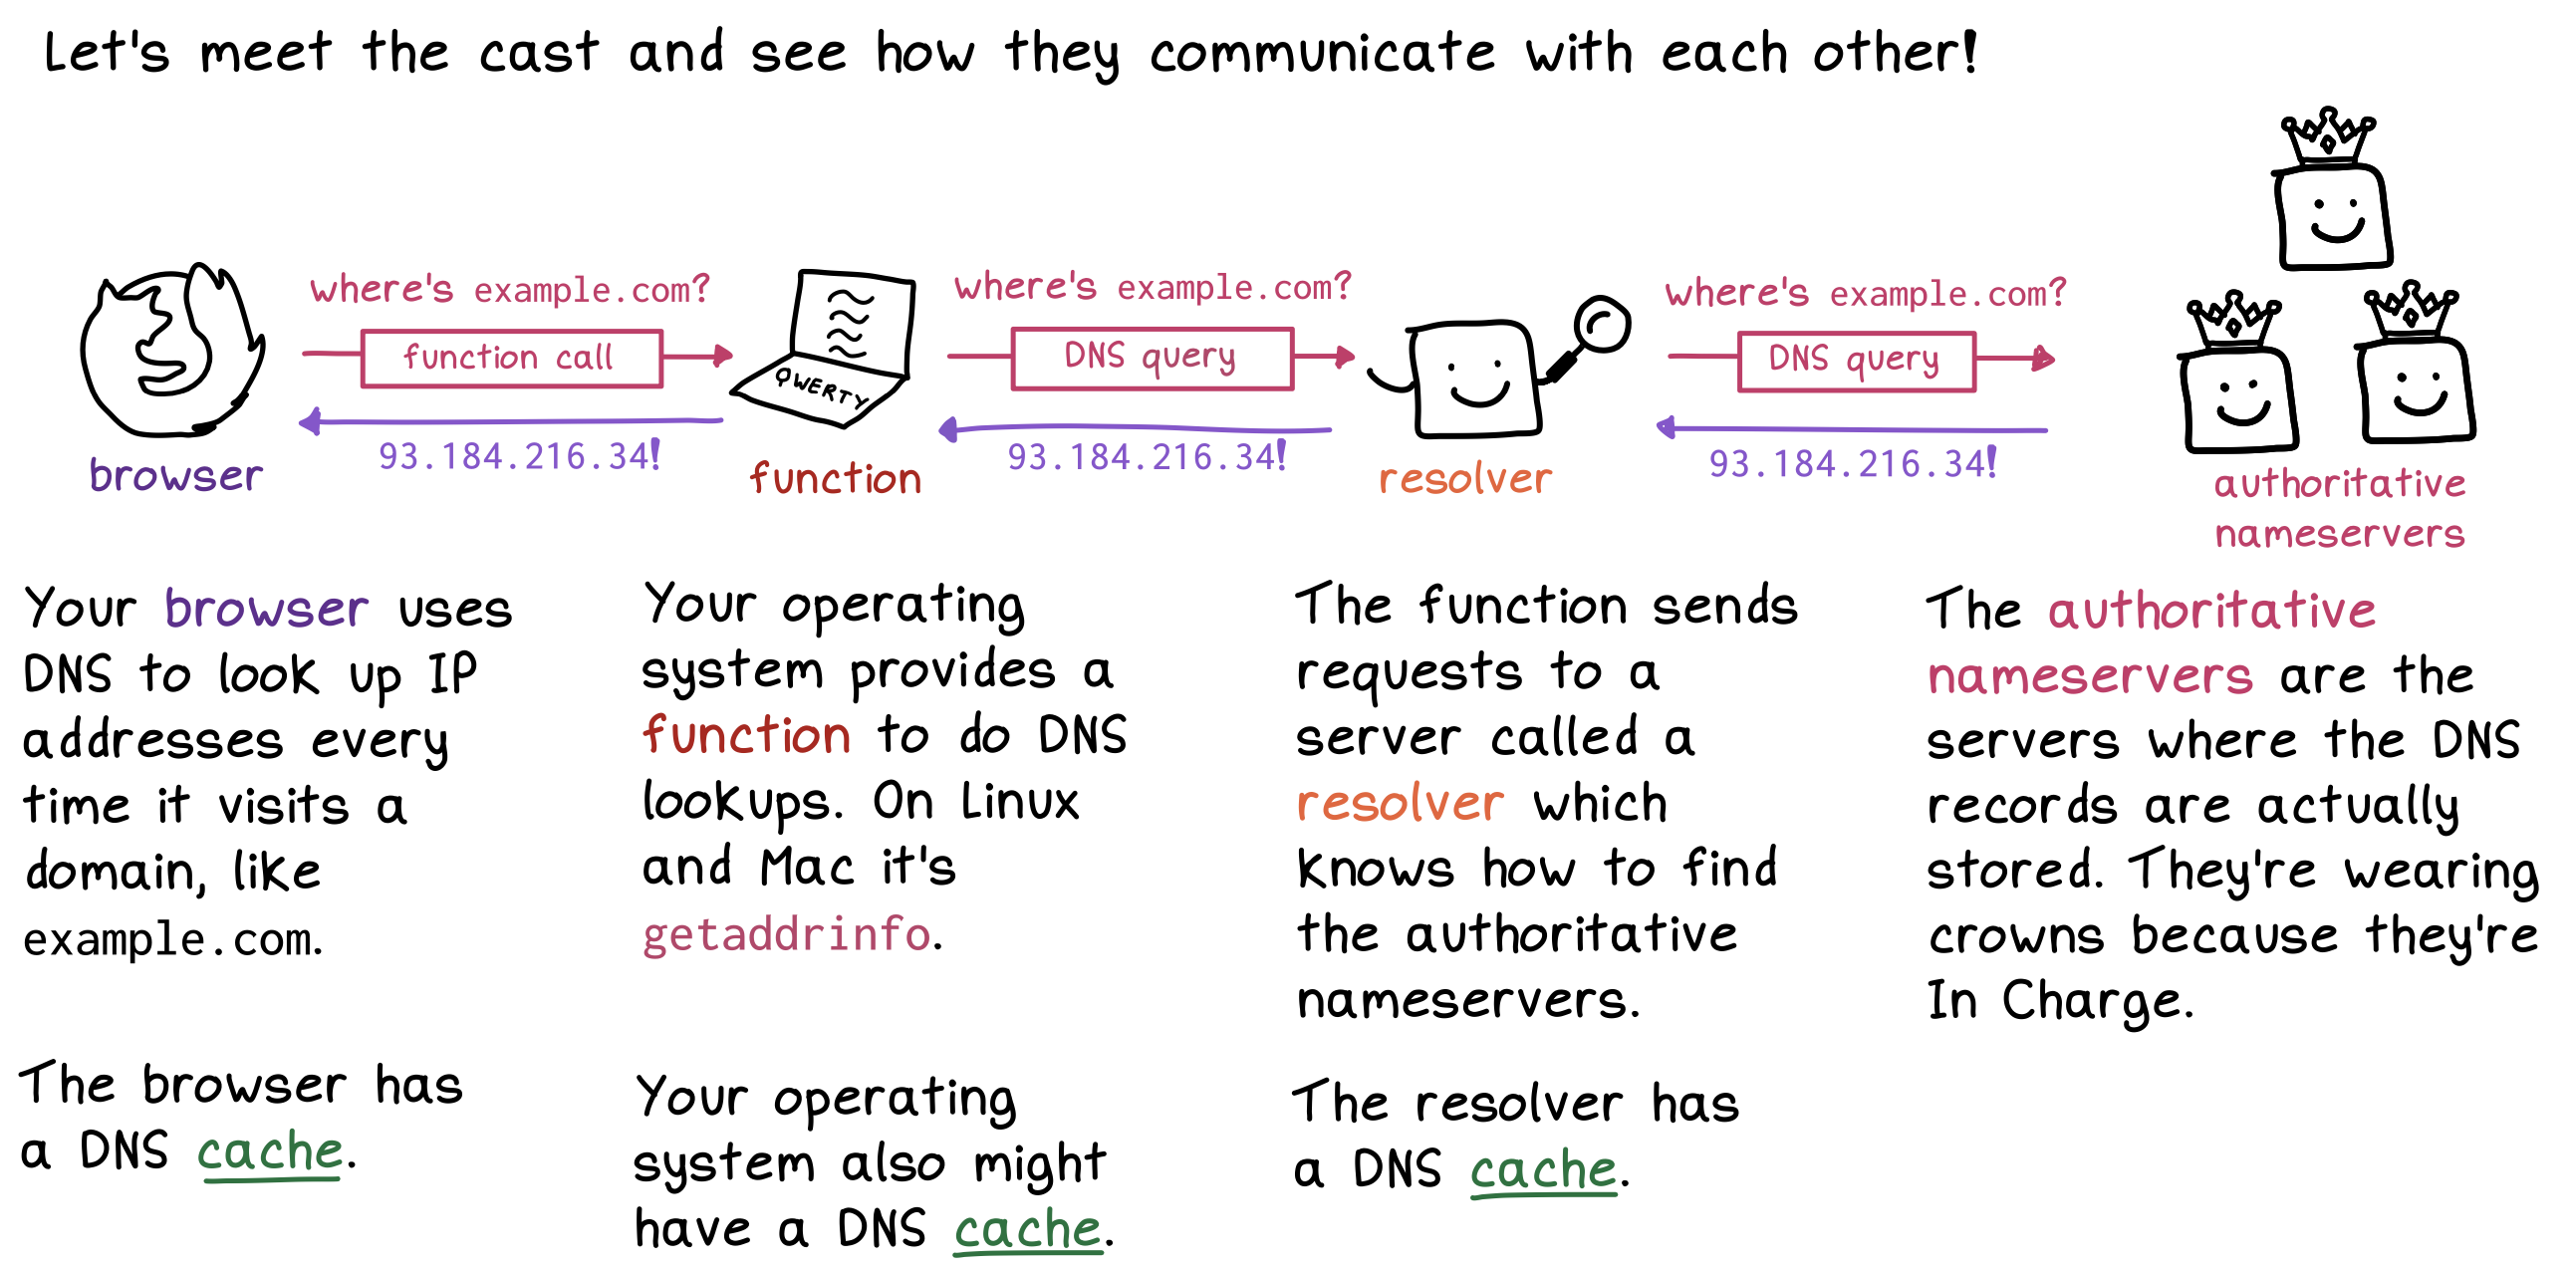 Let's meet the cast and see how they communicate with each other!
where's example.com?
function call
93.184.216.34!
browser
QWERTY
function
where's example.com?
DNS query
93.184.216.34!
resolver
where's example.com?
DNS query
93.184.216.34!
authoritative
nameservers
Your browser uses
DNS to look up IP
addresses every
time it visits a
domain, like
example.com.
The browser has
a DNS cache.
Your operating
system provides a
function to do DNS
lookups. On Linux
and Mac it's
getaddrinfo.
Your operating
system also might
have a DNS cache.
The function sends
requests to a
server called a
resolver which
knows how to find
the authoritative
nameservers.
The resolver has
a DNS cache.
The authoritative
nameservers are the
servers where the DNS
records are actually
stored. They're wearing
crowns because they're
In Charge.